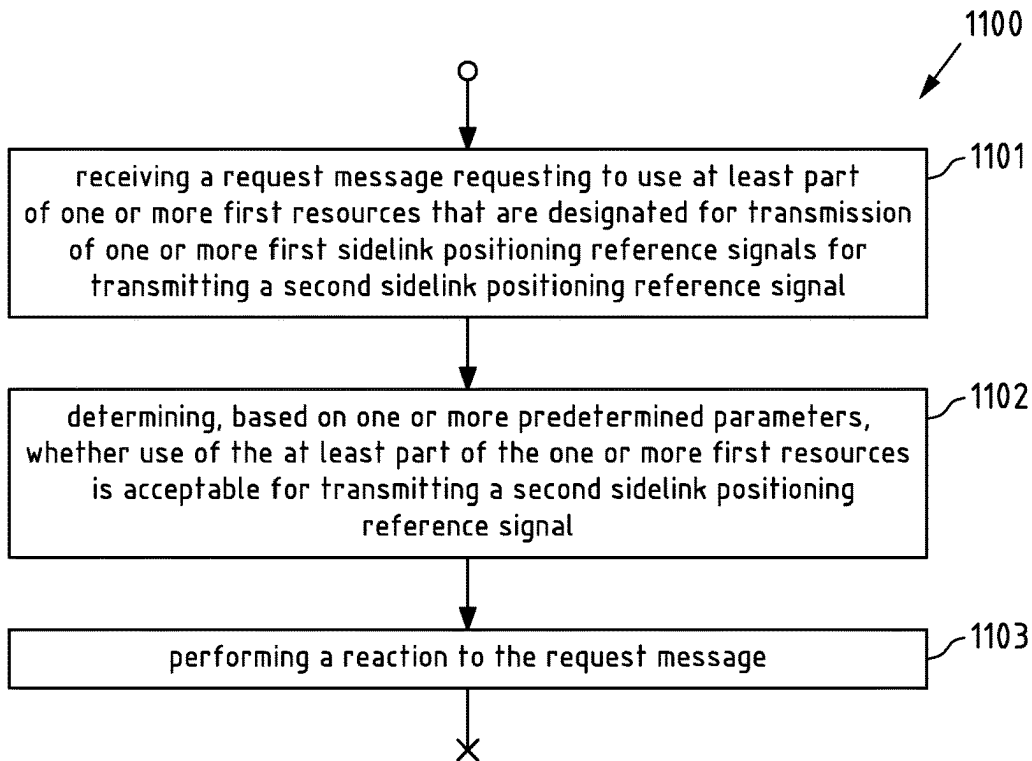 1100
receiving a request message requesting to use at least part
of one or more first resources that are designated for transmission
of one or more first sidelink positioning reference signals for
transmitting a second sidelink positioning reference signal
1101
determining, based on one or more predetermined parameters,
whether use of the at least part of the one or more first resources
is acceptable for transmitting a second sidelink positioning
reference signal
1102
performing a reaction to the request message
1103